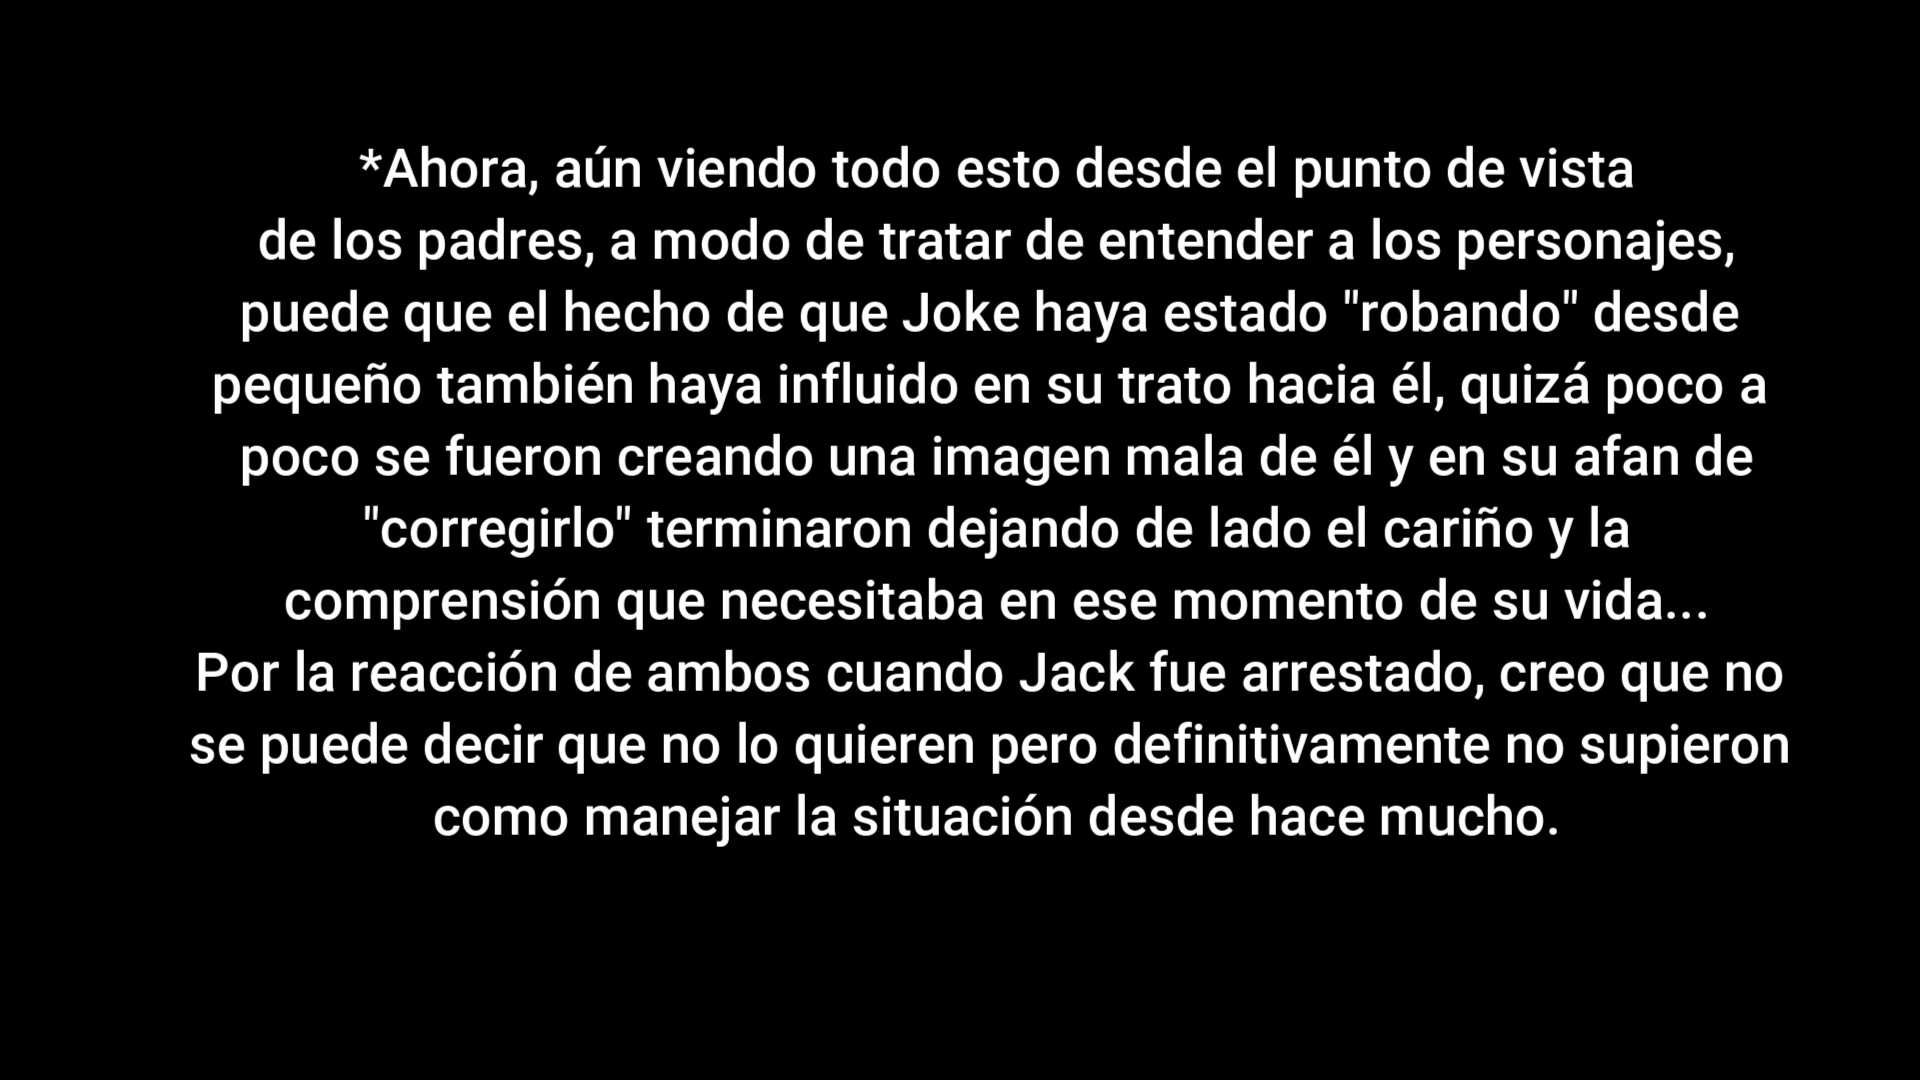 *Ahora, aún viendo todo esto desde el punto de vista
de los padres, a modo de tratar de entender a los personajes,
puede que el hecho de que Joke haya estado "robando" desde
pequeño también haya influido en su trato hacia él, quizá poco a
poco se fueron creando una imagen mala de él y en su afan de
"corregirlo" terminaron dejando de lado el cariño y la
comprensión que necesitaba en ese momento de su vida...
Por la reacción de ambos cuando Jack fue arrestado, creo que no
se puede decir que no lo quieren pero definitivamente no supieron
como manejar la situación desde hace mucho.